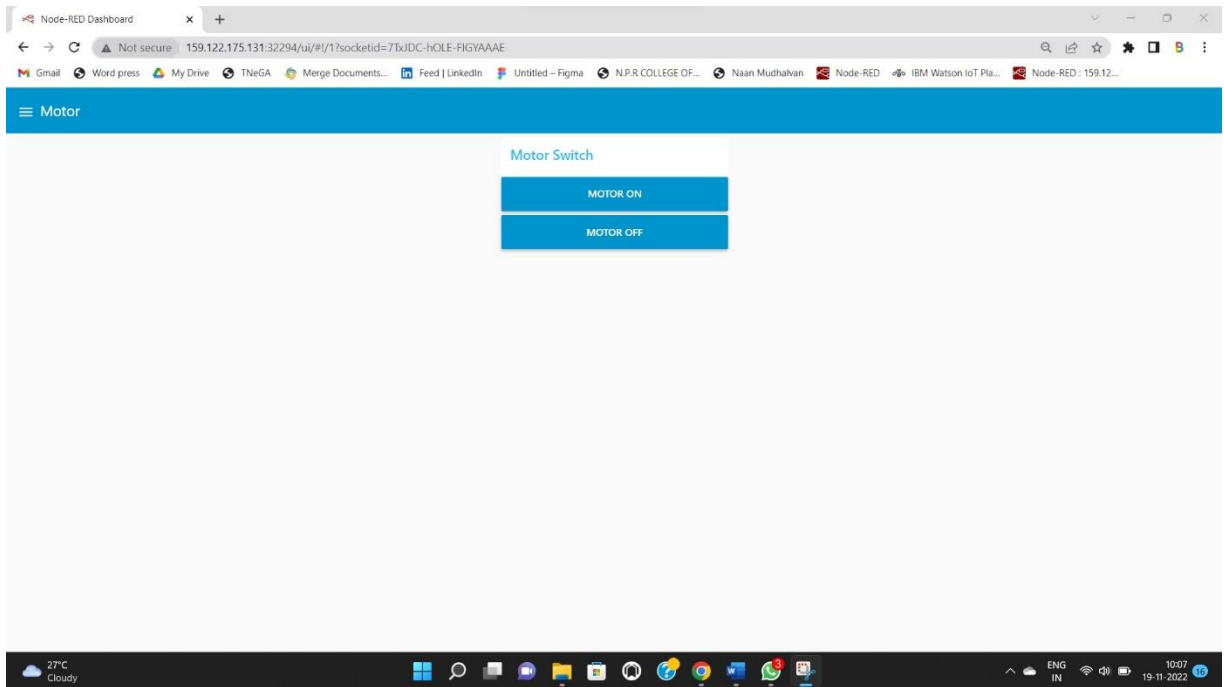 Node-RED Dashboard
Not secure 159.122.175.131:32294/ui/#!/1?socketid=7TxJDC-hOLE-FIGYAAAE
Gmail Word press My Drive TNeGA Merge Documents... Feed | LinkedIn Untitled – Figma N.P.R.COLLEGE OF... Naan Mudhalvan Node-RED IBM Watson IoT Pla... Node-RED : 159.12...
Motor
Motor Switch
MOTOR ON
MOTOR OFF
27°C
Cloudy
3
ENG
IN
10:07
19-11-2022
16